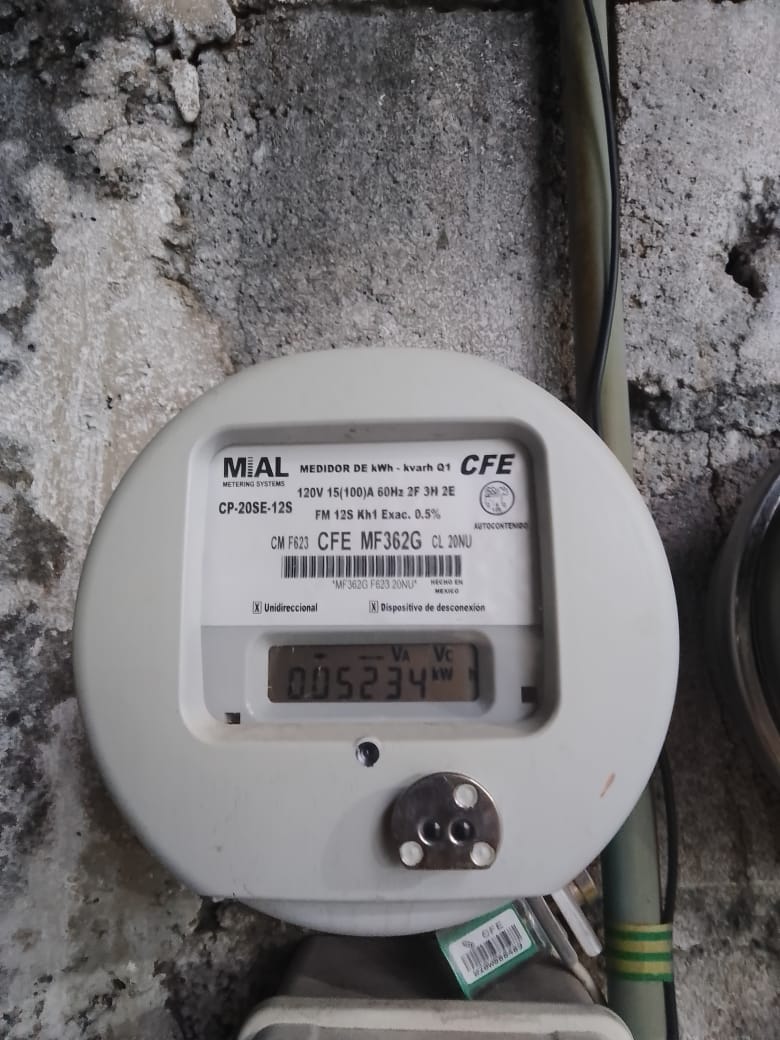 MIAL
METERING SYSTEMS
MEDIDOR DE kWh - kvarh Q1
CFE
CP-20SE-12S
120V 15(100)A 60Hz 2F 3H 2E
FM 12S Kh1 Exac. 0.5%
AUTOCONTENIDO
CM F623 CFE MF362G CL 20NU
*MF362G F623 20NU*
HECHO EN
MEXICO
X Unidireccional
X Dispositivo de desconexión
VA VC
005234 kW h
CFE